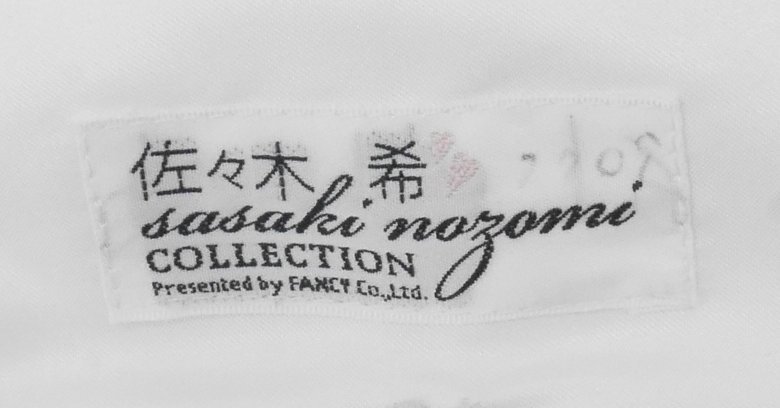 佐々木 希
sasaki nozomi
COLLECTION
Presented by FANCY Co.,Ltd.